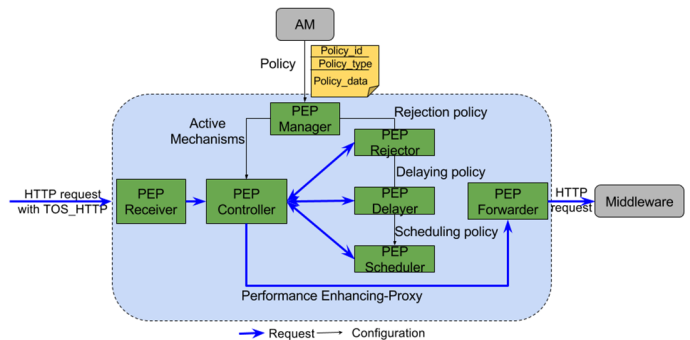 AM
Policy
Policy_id
Policy_type
Policy_data
PEP
Manager
Rejection policy
Active
Mechanisms
PEP
Rejector
Delaying policy
HTTP request
with TOS_HTTP
PEP
Receiver
PEP
Controller
PEP
Delayer
PEP
Forwarder
HTTP
request
Middleware
Scheduling policy
PEP
Scheduler
Performance Enhancing-Proxy
Request
Configuration